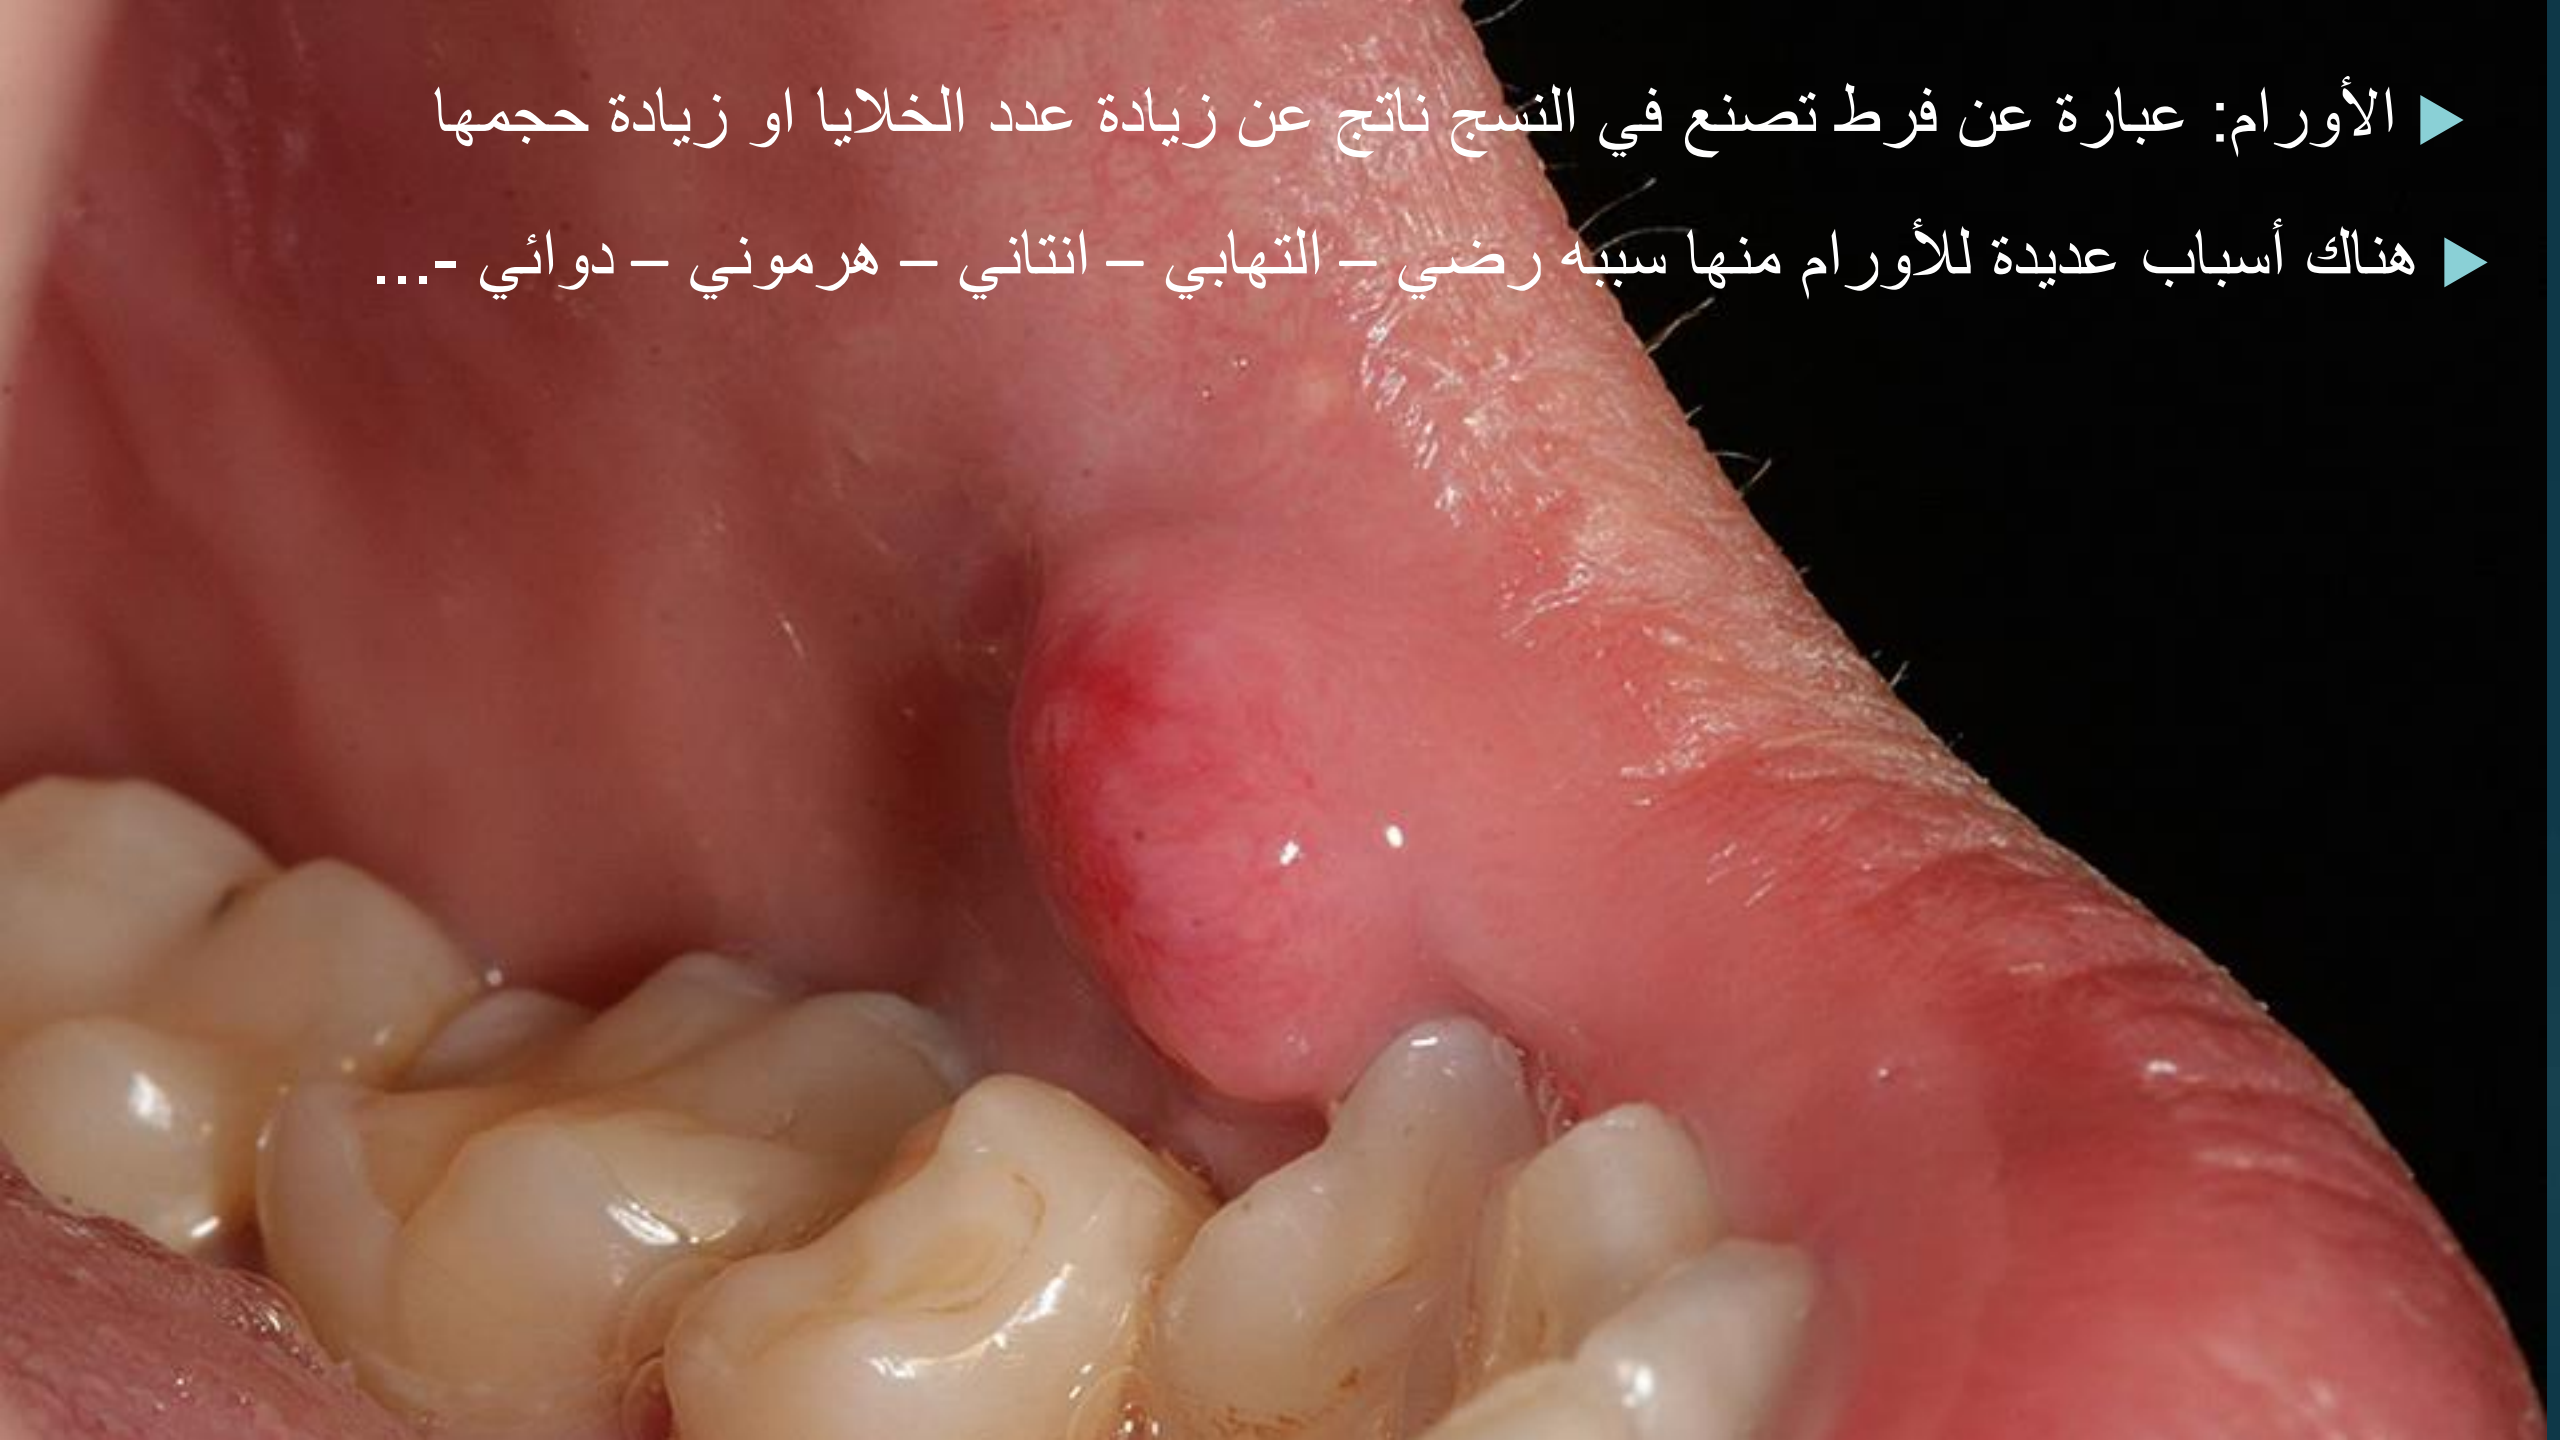 الأورام: عبارة عن فرط تصنع في النسج ناتج عن زيادة عدد الخلايا او زيادة حجمها
هناك أسباب عديدة للأورام منها سببه رضي – التهابي – انتاني – هرموني – دوائي -...